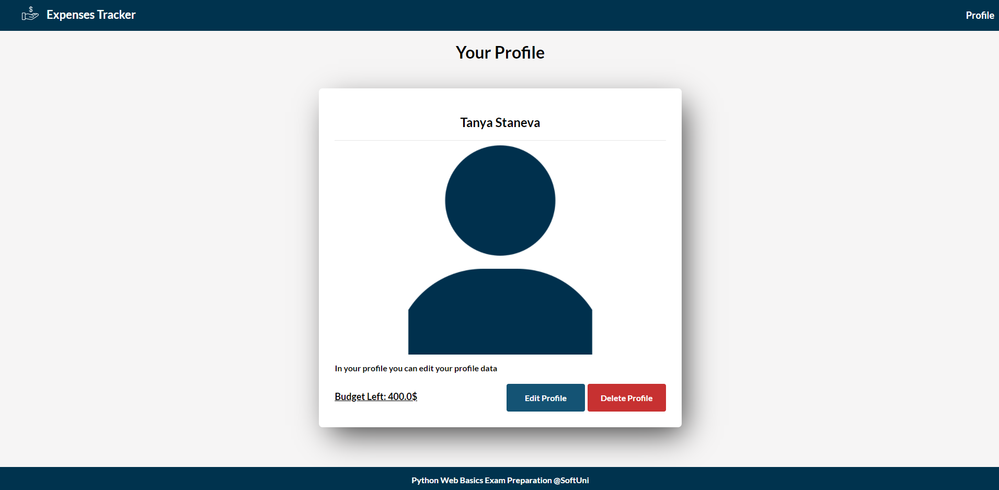 $
Expenses Tracker
Profile
Your Profile
Tanya Staneva
In your profile you can edit your profile data
Budget Left: 400.0$
Edit Profile
Delete Profile
Python Web Basics Exam Preparation @SoftUni